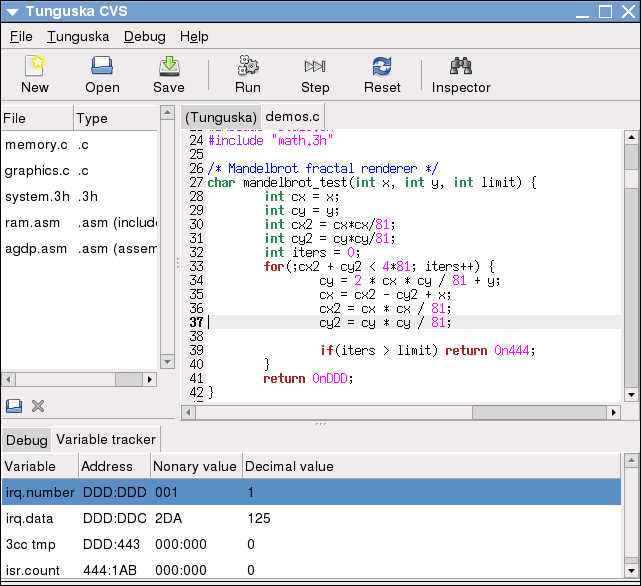 Tunguska CVS
File Tunguska Debug Help
New Open Save Run Step Reset Inspector
File Type
memory.c .c
graphics.c .c
system.3h .3h
ram.asm .asm (includ
agdp.asm .asm (assem
(Tunguska) demos.c
24 #include "math.3h"
25
26 /* Mandelbrot fractal renderer */
27 char mandelbrot_test(int x, int y, int limit) {
28 int cx = x;
29 int cy = y;
30 int cx2 = cx*cx/81;
31 int cy2 = cy*cy/81;
32 int iters = 0;
33 for(;cx2 + cy2 < 4*81; iters++) {
34 cy = 2 * cx * cy / 81 + y;
35 cx = cx2 - cy2 + x;
36 cx2 = cx * cx / 81;
37 cy2 = cy * cy / 81;
38
39 if(iters > limit) return 0n444;
40 }
41 return 0nDDD;
42 }
Debug Variable tracker
Variable Address Nonary value Decimal value
irq.number DDD:DDD 001 1
irq.data DDD:DDC 2DA 125
3cc tmp DDD:443 000:000 0
isr.count 444:1AB 000:000 0